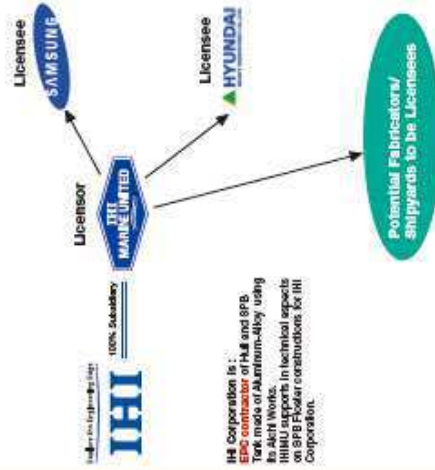 IHI
100% Subsidiary
Licensor
IHI
MARINE UNITED
Licensee
SAMSUNG
Licensee
HYUNDAI
IHI Corporation is :
EPC contractor of Hull and SPB
Tank made of Aluminum-Alloy using
its Aichi Works.
IHIMU supports in technical aspects
on SPB Floater constructions for IHI
Corporation.
Potential Fabricators/
Shipyards to be Licensees